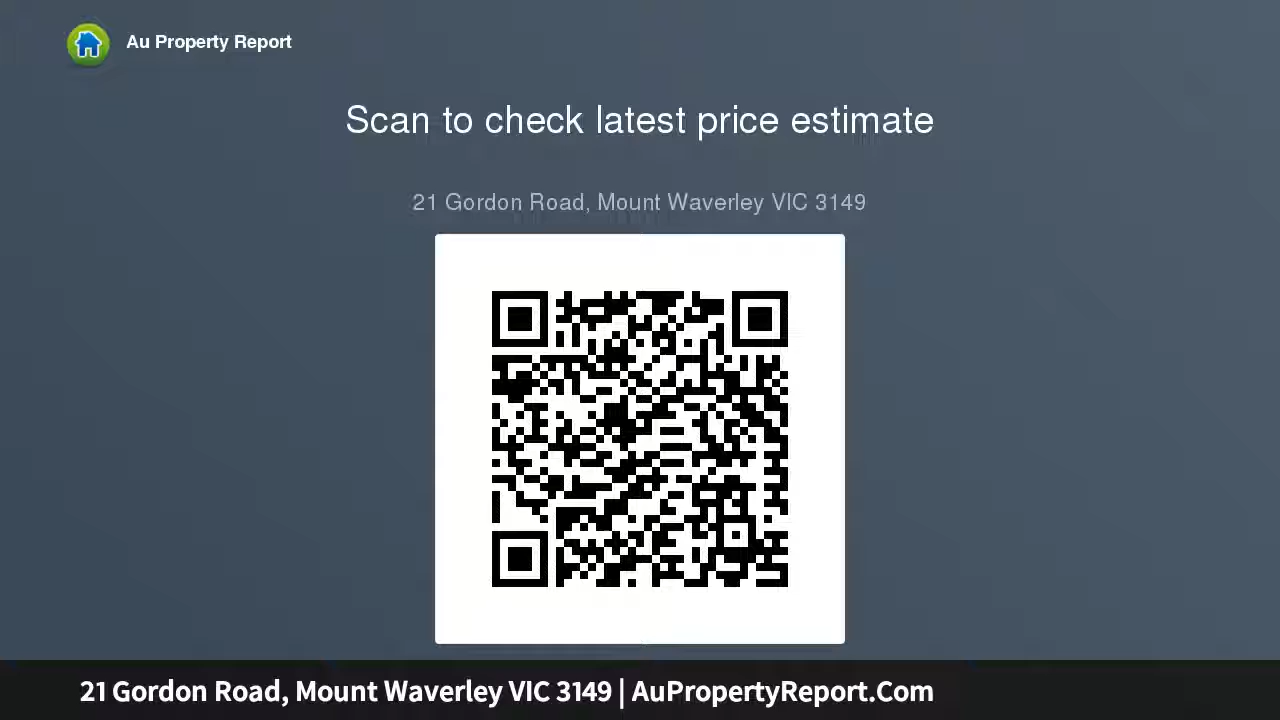 Au Property Report
Scan to check latest price estimate
21 Gordon Road, Mount Waverley VIC 3149
21 Gordon Road, Mount Waverley VIC 3149 | AuPropertyReport.Com